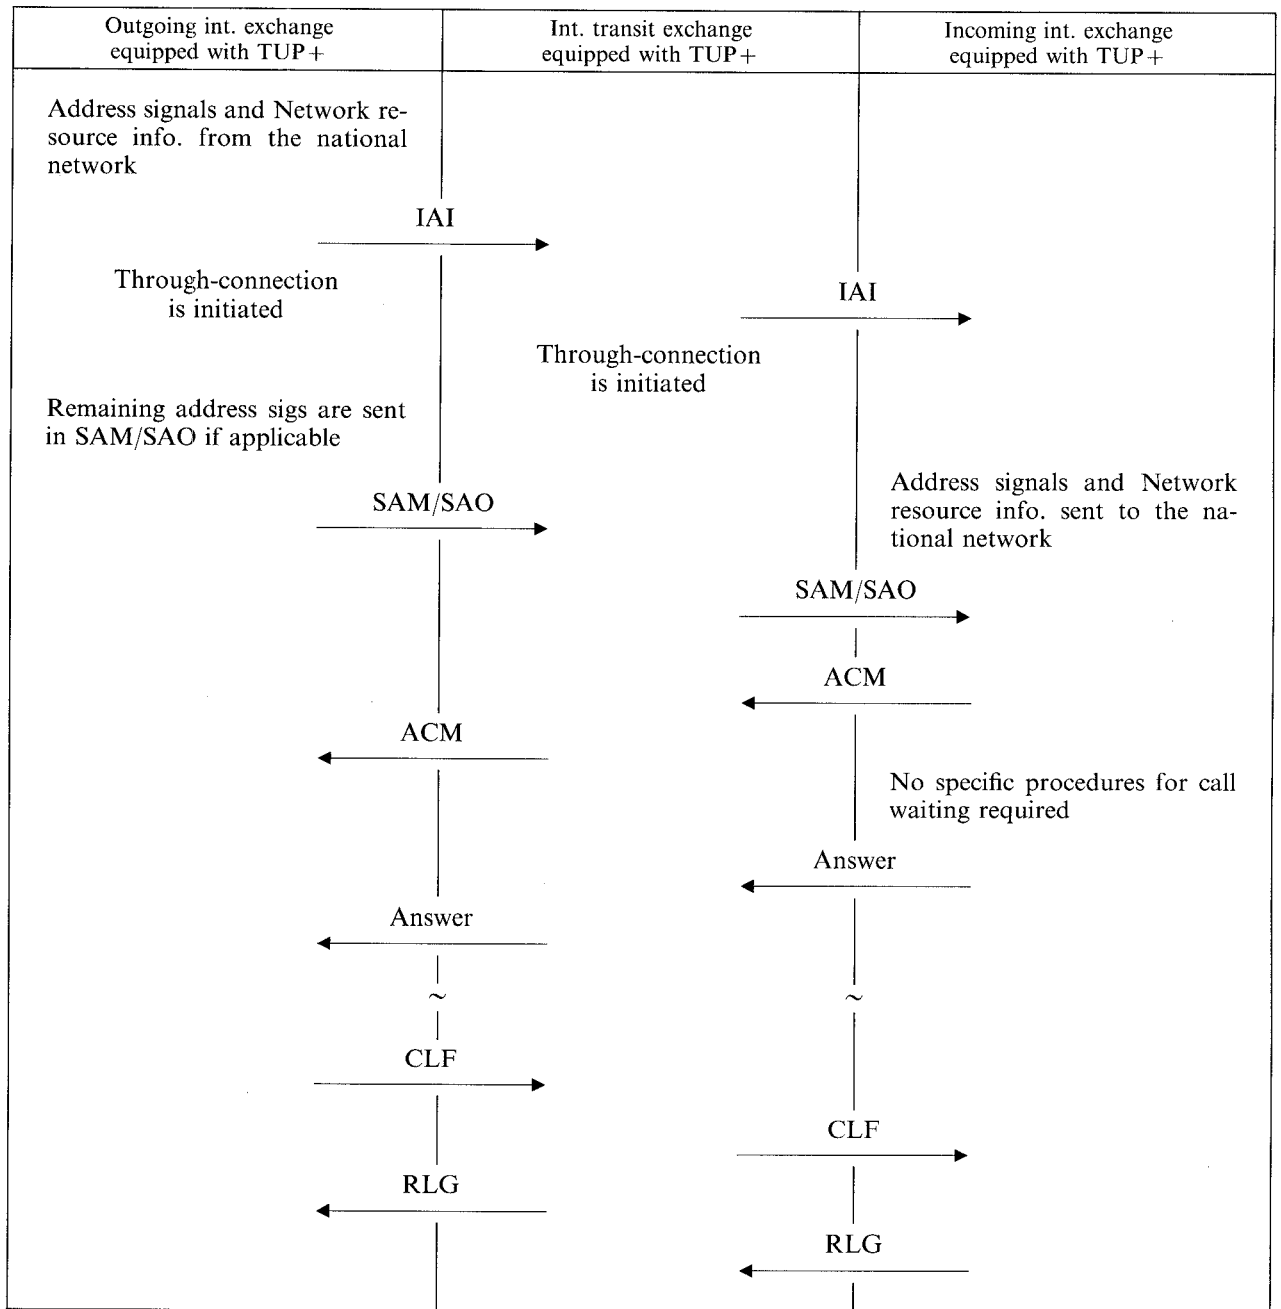 Outgoing int. exchange
equipped with TUP+
Int. transit exchange
equipped with TUP+
Incoming int. exchange
equipped with TUP+
Address signals and Network re-
source info. from the national
network
IAI
Through-connection
is initiated
IAI
Through-connection
is initiated
Remaining address sigs are sent
in SAM/SAO if applicable
SAM/SAO
Address signals and Network
resource info. sent to the na-
tional network
SAM/SAO
ACM
ACM
No specific procedures for call
waiting required
Answer
Answer
~
~
CLF
CLF
RLG
RLG